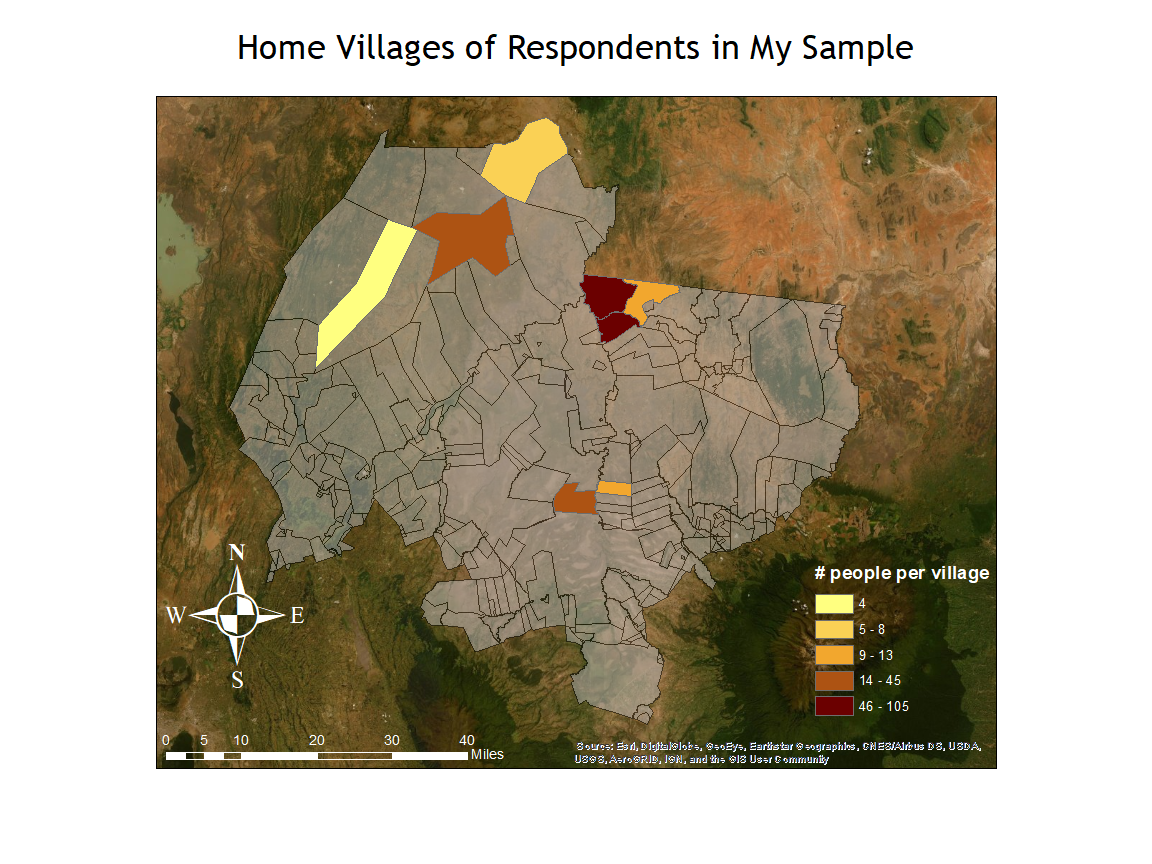 Home Villages of Respondents in My Sample
N
W E
S
# people per village
4
5 - 8
9 - 13
14 - 45
46 - 105
0 5 10 20 30 40
Miles
Source: Esri, DigitalGlobe, GeoEye, Earthstar Geographics, CNES/Airbus DS, USDA,
USGS, AeroGRID, IGN, and the GIS User Community